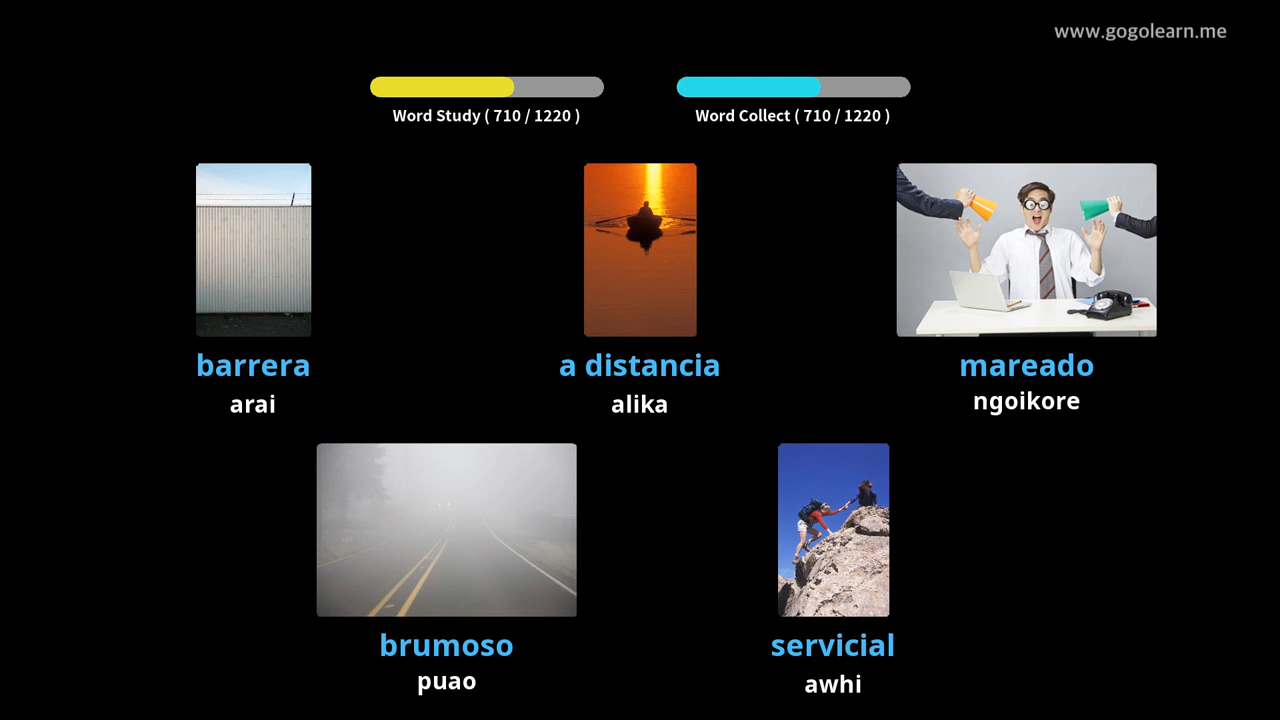 www.gogolearn.me
Word Study ( 710 / 1220 )
Word Collect ( 710 / 1220 )
barrera
arai
a distancia
alika
mareado
ngoikore
brumoso
puao
servicial
awhi